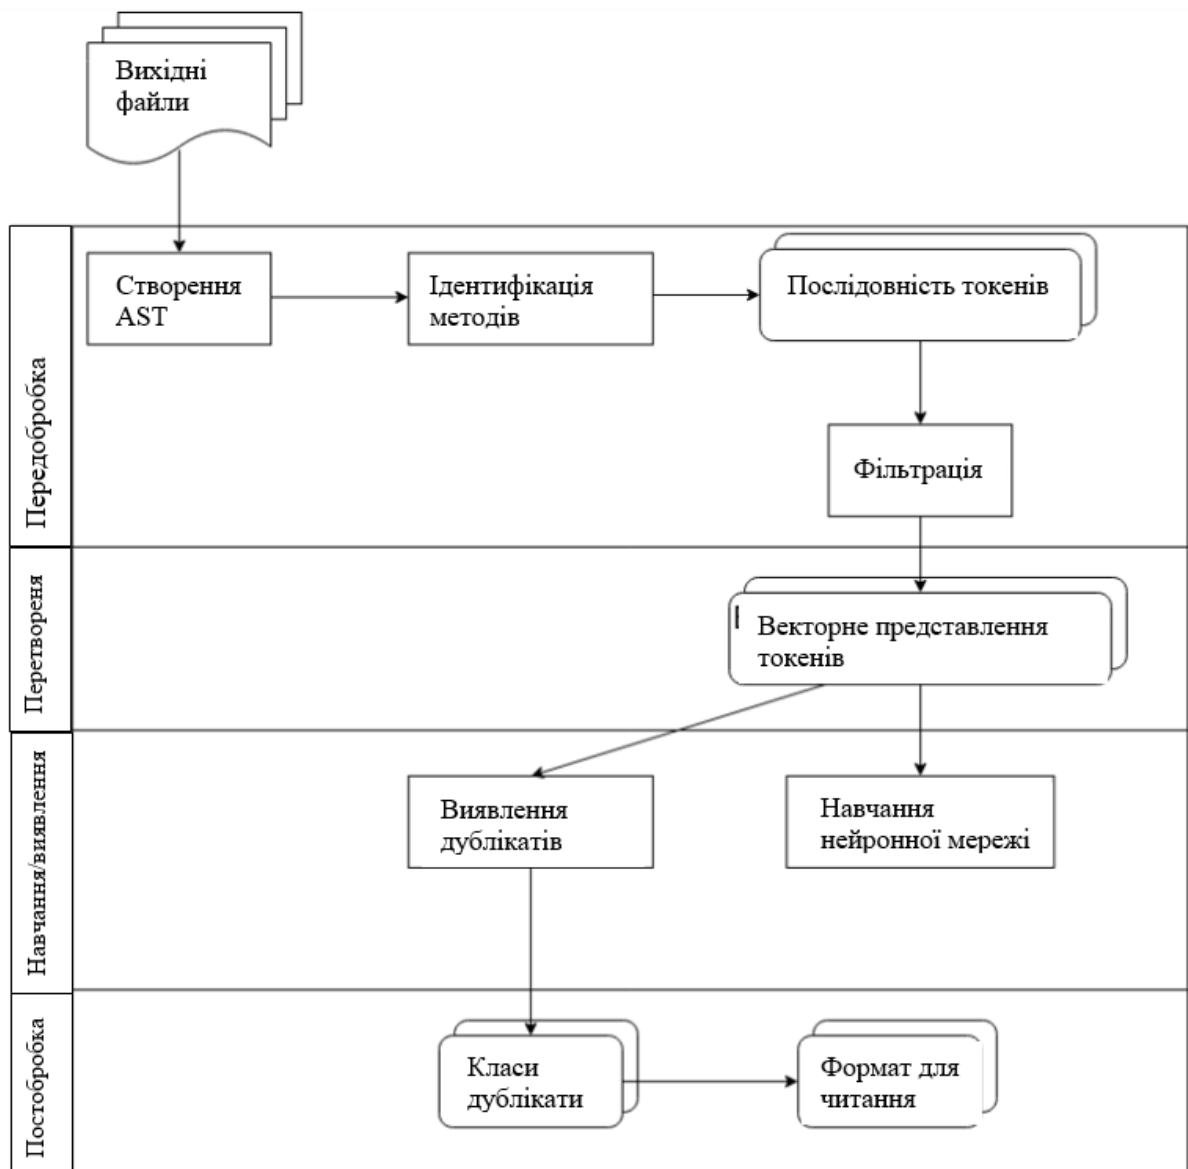 Вихідні
файли
Передобробка
Створення
AST
Ідентифікація
методів
Послідовність токенів
Фільтрація
Перетвореня
Векторне представлення
токенів
Навчання/виявлення
Виявлення
дублікатів
Навчання
нейронної мережі
Постобробка
Класи
дублікати
Формат для
читання